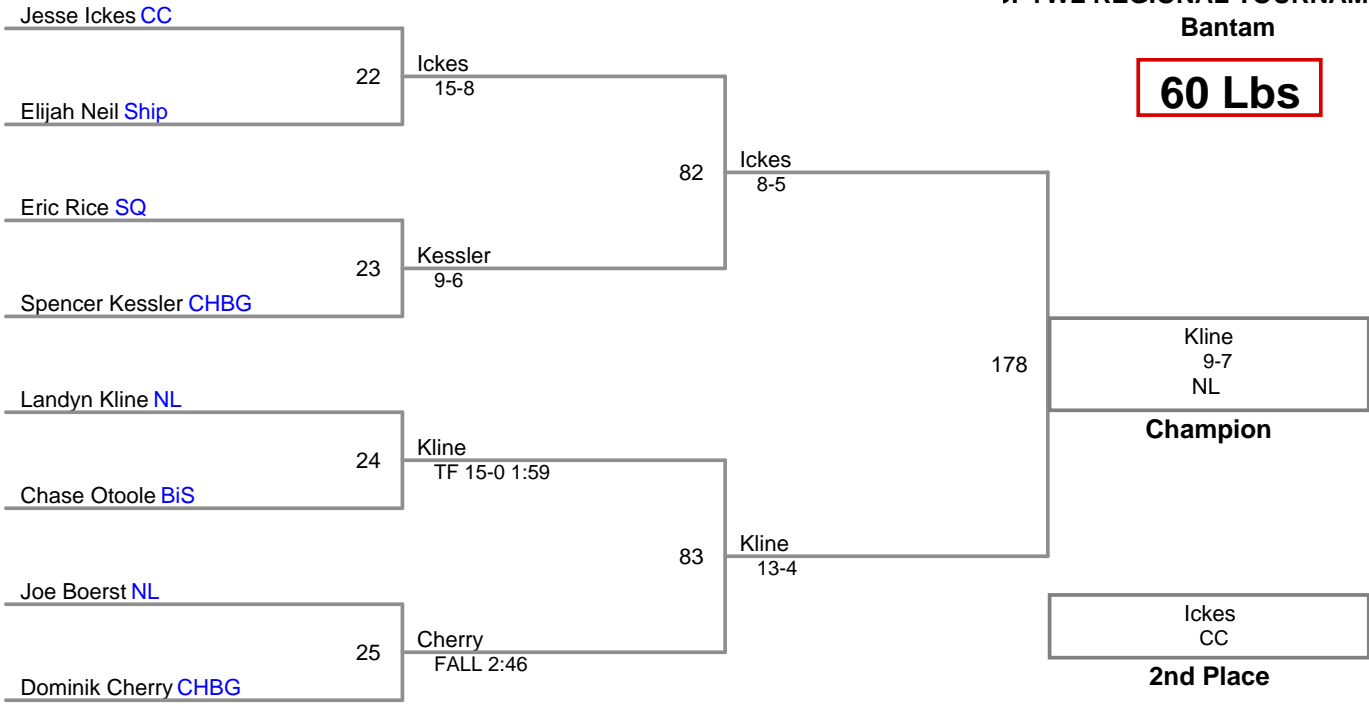 YWL REGIONAL
Bantam
60 Lbs
Jesse Ickes CC
22
Ickes
15-8
Elijah Neil Ship
82
Ickes
8-5
Eric Rice SQ
23
Kessler
9-6
Spencer Kessler CHBG
178
Kline
9-7
NL
Champion
Landyn Kline NL
24
Kline
TF 15-0 1:59
Chase Otoole BiS
83
Kline
13-4
Joe Boerst NL
25
Cherry
FALL 2:46
Dominik Cherry CHBG
Ickes
CC
2nd Place